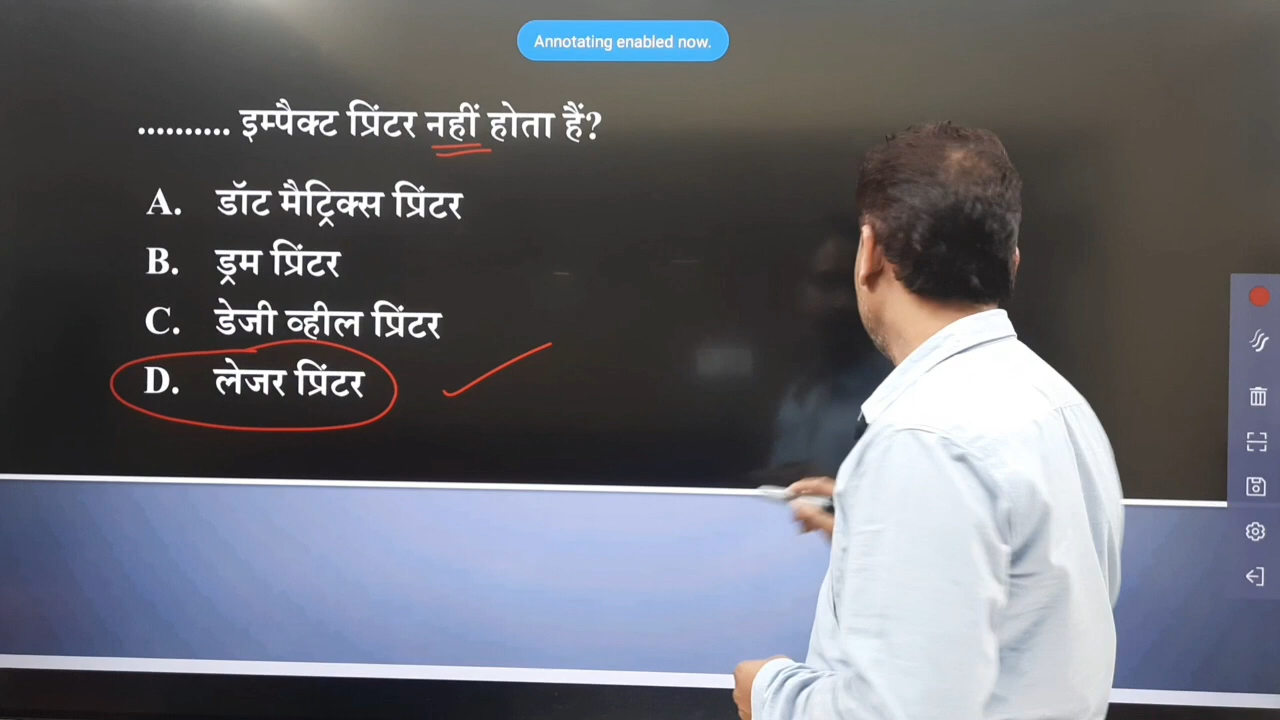 Annotating enabled now.
.......... इम्पैक्ट प्रिंटर नहीं होता हैं?
A. डॉट मैट्रिक्स प्रिंटर
B. ड्रम प्रिंटर
C. डेजी व्हील प्रिंटर
D. लेजर प्रिंटर